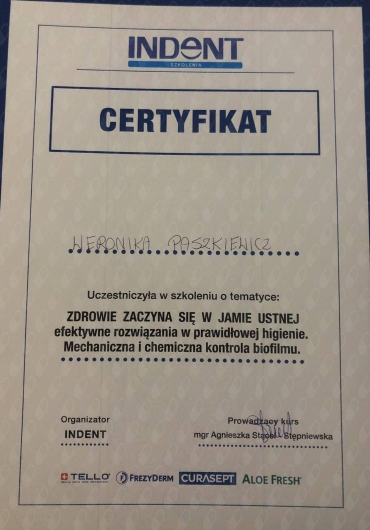 INDENT
SZKOLENIA
CERTYFIKAT
WERONIKA PASZKIEWICZ
Uczestniczyła w szkoleniu o tematyce:
ZDROWIE ZACZYNA SIĘ W JAMIE USTNEJ
efektywne rozwiązania w prawidłowej higienie.
Mechaniczna i chemiczna kontrola biofilmu.
Organizator
INDENT
Prowadzący kurs
mgr Agnieszka Stępniewska
TELLO
FREZYDERM
CURASEPT
ALOE FRESH